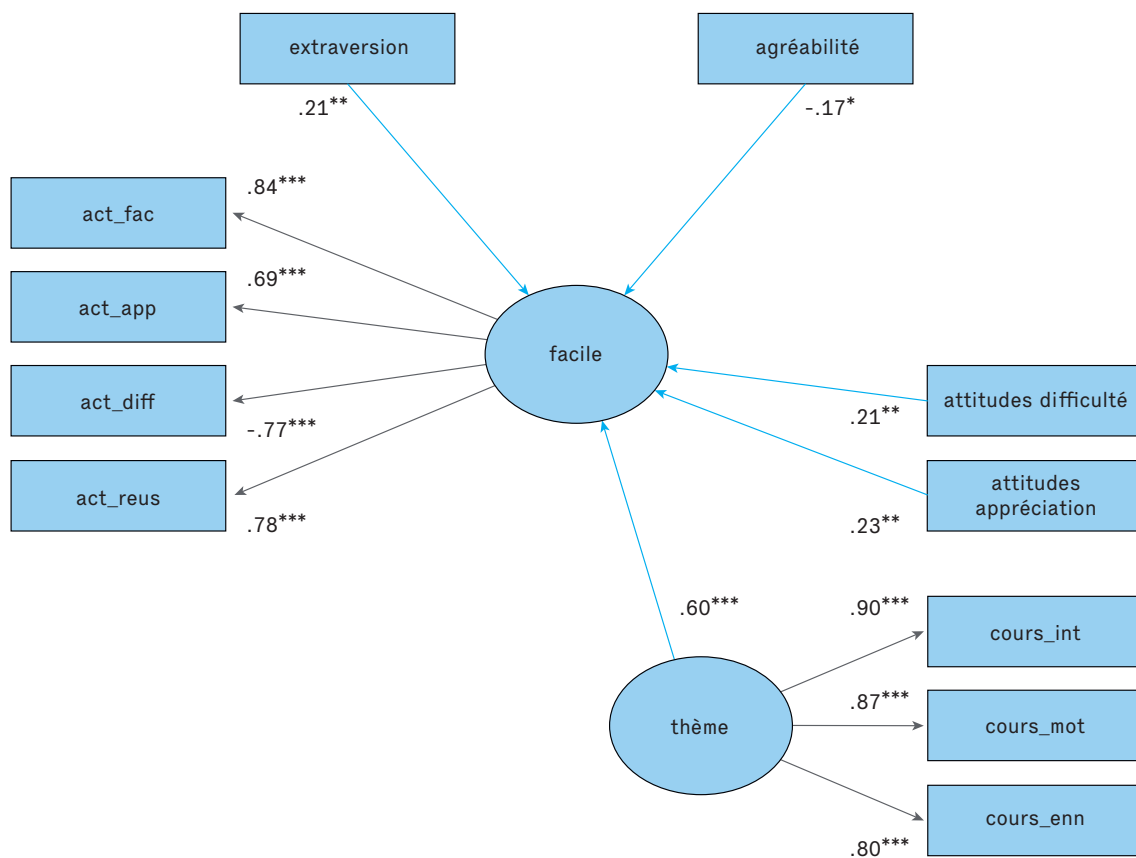 extraversion
agréabilité
.21**
-.17*
.84***
act_fac
.69***
act_app
facile
act_diff
-.77***
attitudes difficulté
.21**
act_reus
.78***
attitudes
appréciation
.23**
.60***
.90***
cours_int
.87***
thème
cours_mot
cours_enn
.80***